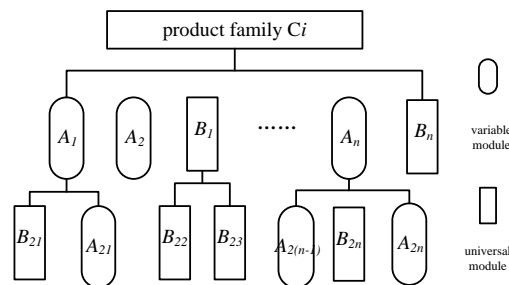 product family Ci
A1 A2 B1 ...... An Bn
variable
module
B21 A21 B22 B23 A2(n-1) B2n A2n
universal
module